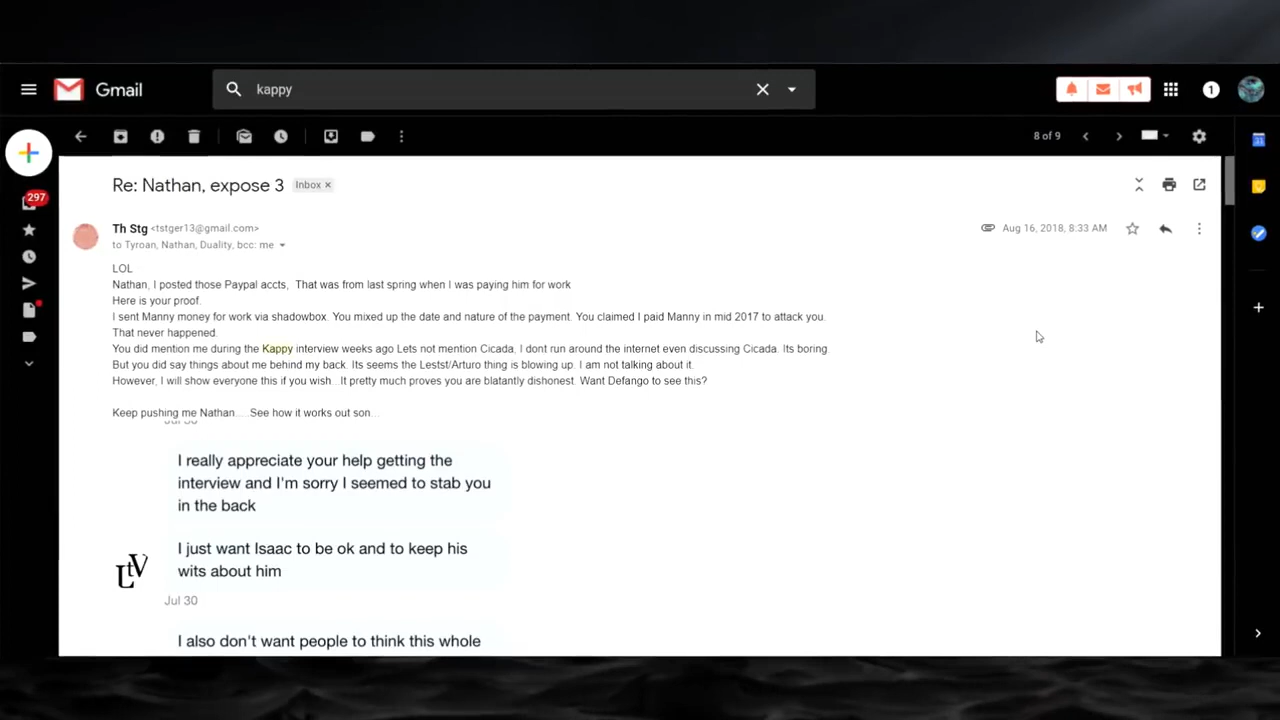 Gmail
kappy
1
8 of 9
31
297
Re: Nathan, expose 3
Inbox ×
Th Stg <tstger13@gmail.com>
Aug 16, 2018, 8:33 AM
to Tyroan, Nathan, Duality, bcc: me
LOL
Nathan, I posted those Paypal accts, That was from last spring when I was paying him for work
Here is your proof.
I sent Manny money for work via shadowbox. You mixed up the date and nature of the payment. You claimed I paid Manny in mid 2017 to attack you.
That never happened.
You did mention me during the Kappy interview weeks ago Lets not mention Cicada, I dont run around the internet even discussing Cicada. Its boring
But you did say things about me behind my back. Its seems the Lestst/Arturo thing is blowing up. I am not talking about it.
However, I will show everyone this if you wish...It pretty much proves you are blatantly dishonest. Want Defango to see this?
Keep pushing me Nathan.....See how it works out son...
Jul 30
I really appreciate your help getting the
interview and I'm sorry I seemed to stab you
in the back
I just want Isaac to be ok and to keep his
wits about him
LtV
Jul 30
I also don't want people to think this whole